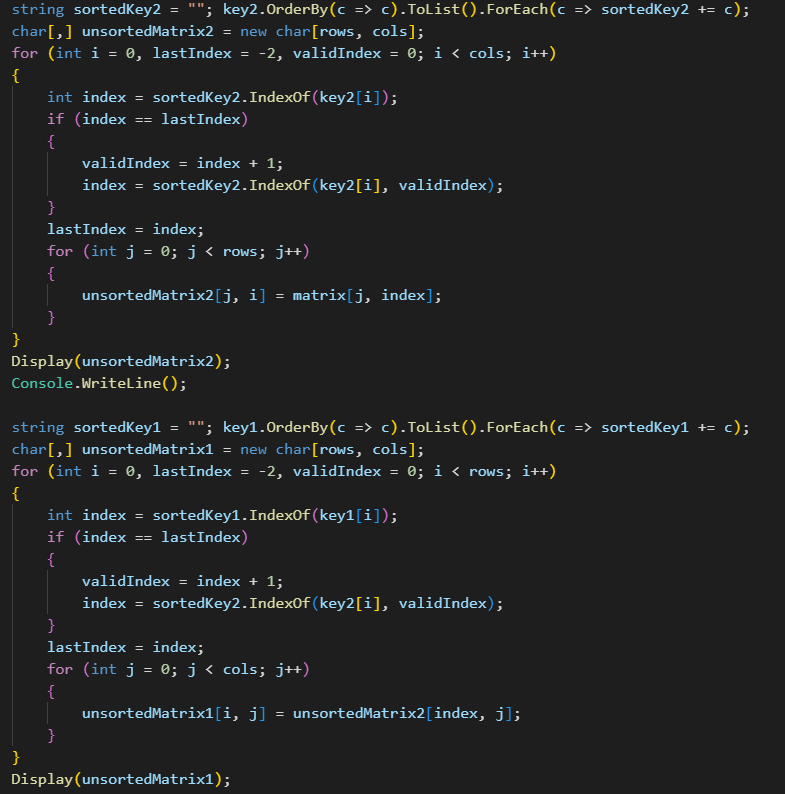 string sortedKey2 = ""; key2.OrderBy(c => c).ToList().ForEach(c => sortedKey2 += c);
char[,] unsortedMatrix2 = new char[rows, cols];
for (int i = 0, lastIndex = -2, validIndex = 0; i < cols; i++)
{
    int index = sortedKey2.IndexOf(key2[i]);
    if (index == lastIndex)
    {
        validIndex = index + 1;
        index = sortedKey2.IndexOf(key2[i], validIndex);
    }
    lastIndex = index;
    for (int j = 0; j < rows; j++)
    {
        unsortedMatrix2[j, i] = matrix[j, index];
    }
}
Display(unsortedMatrix2);
Console.WriteLine();

string sortedKey1 = ""; key1.OrderBy(c => c).ToList().ForEach(c => sortedKey1 += c);
char[,] unsortedMatrix1 = new char[rows, cols];
for (int i = 0, lastIndex = -2, validIndex = 0; i < rows; i++)
{
    int index = sortedKey1.IndexOf(key1[i]);
    if (index == lastIndex)
    {
        validIndex = index + 1;
        index = sortedKey2.IndexOf(key2[i], validIndex);
    }
    lastIndex = index;
    for (int j = 0; j < cols; j++)
    {
        unsortedMatrix1[i, j] = unsortedMatrix2[index, j];
    }
}
Display(unsortedMatrix1);